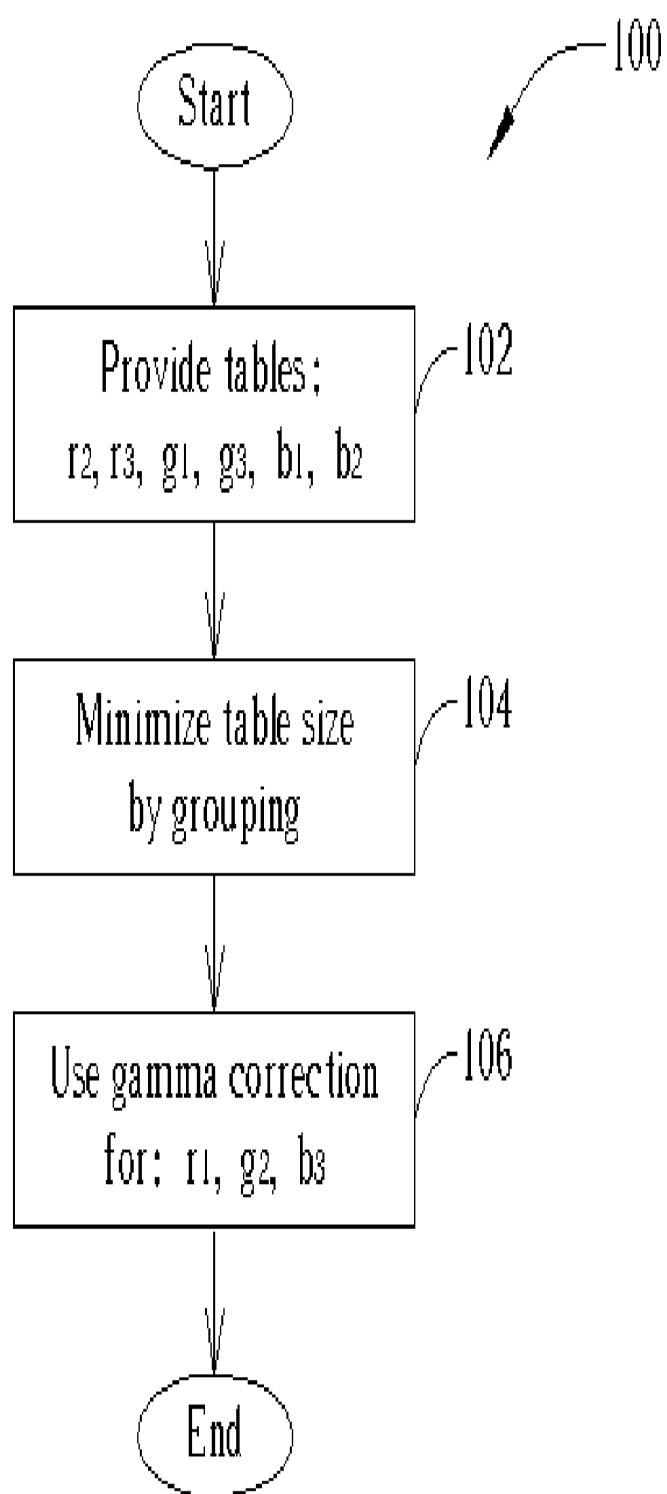 100
Start
102
Provide tables:
r2, r3, g1, g3, b1, b2
104
Minimize table size
by grouping
106
Use gamma correction
for: r1, g2, b3
End